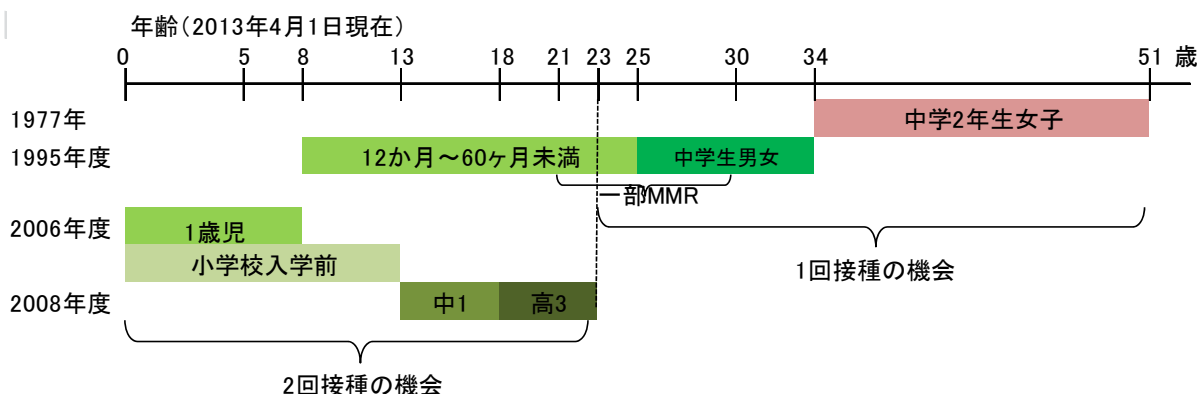 年齢(2013年4月1日現在)
0 5 8 13 18 21 23 25 30 34 51 歳
1977年 中学2年生女子
1995年度 12か月～60ヶ月未満 中学生男女
一部MMR
2006年度 1歳児
小学校入学前
1回接種の機会
2008年度 中1 高3
2回接種の機会